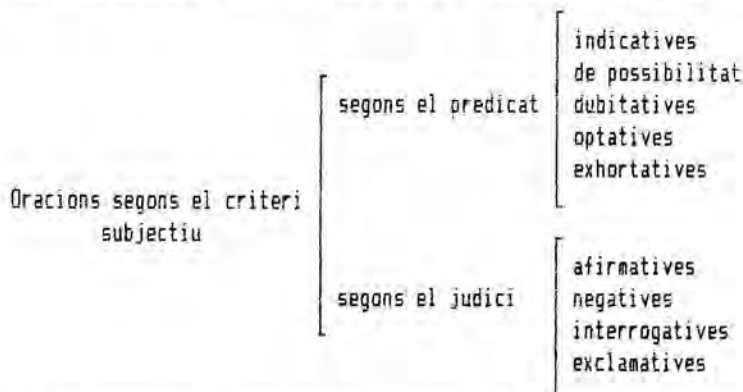 Oracions segons el criteri
subjectiu
segons el predicat
indicatives
de possibilitat
dubitatives
optatives
exhortatives
segons el judici
afirmatives
negatives
interrogatives
exclamatives